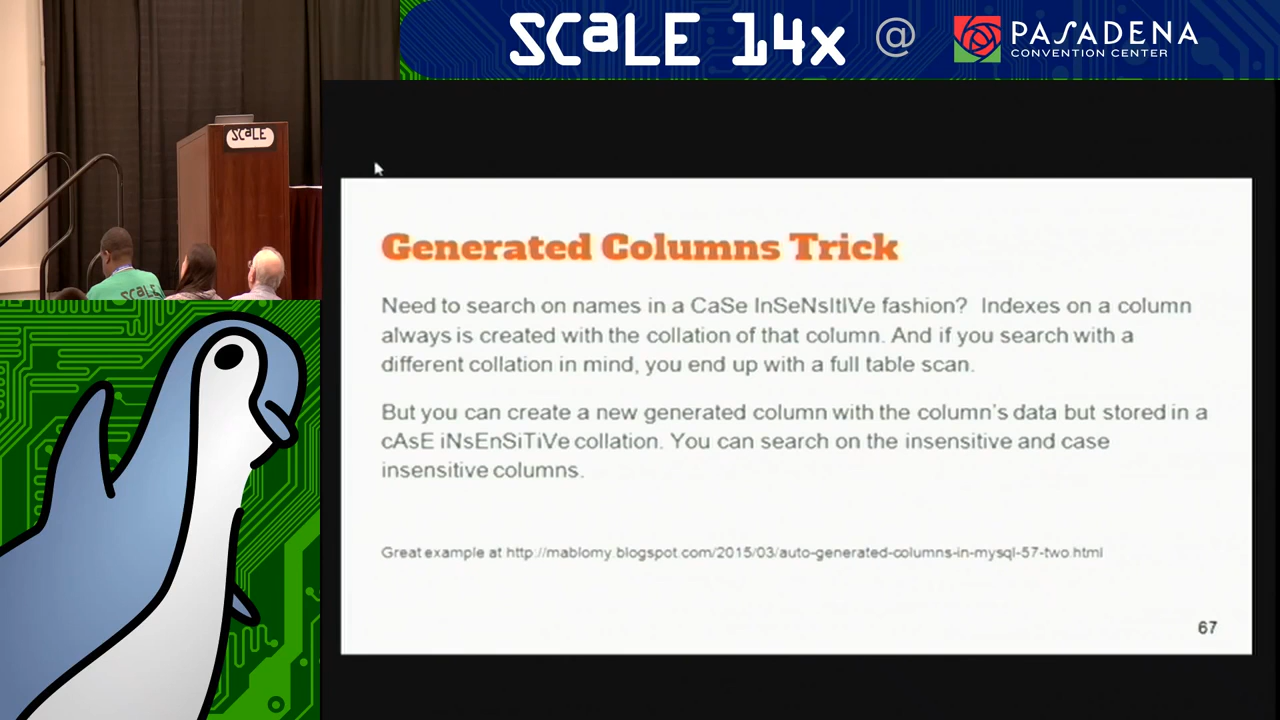 SCaLE 14x @ PASADENA
CONVENTION CENTER
SCaLE
SCaLE
Generated Columns Trick
Need to search on names in a CaSe InSeNsItIVe fashion? Indexes on a column
always is created with the collation of that column. And if you search with a
different collation in mind, you end up with a full table scan.
But you can create a new generated column with the column's data but stored in a
cAsE iNsEnSiTiVe collation. You can search on the insensitive and case
insensitive columns.
Great example at http://mablomy.blogspot.com/2015/03/auto-generated-columns-in-mysql-57-two.html
67